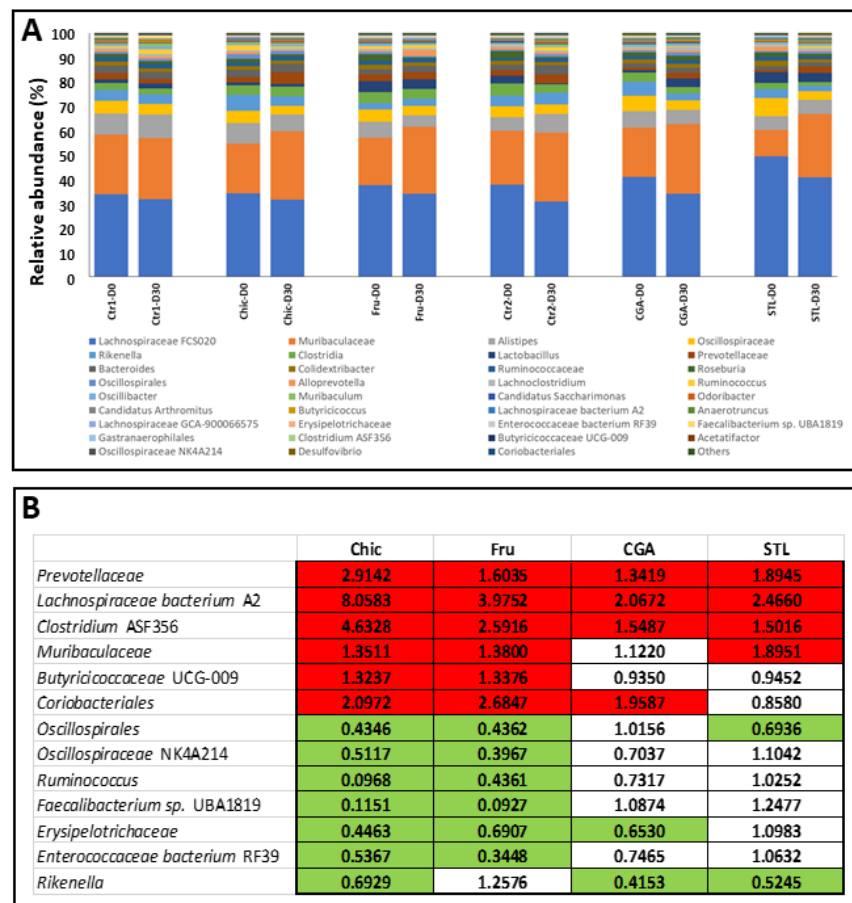 A
Relative abundance (%)
100
90
80
70
60
50
40
30
20
10
0
Ctr1-D0 Ctr1-D30 Chic-D0 Chic-D30 Fru-D0 Fru-D30 Ctr2-D0 Ctr2-D30 CGA-D0 CGA-D30 STL-D0 STL-D30
Lachnospiraceae FCS020 Muribaculaceae Alistipes Oscillospiraceae
Rikenella Clostridia Lactobacillus Prevotellaceae
Bacteroides Colidextribacter Ruminococcaceae Roseburia
Oscillospirales Alloprevotella Lachnoclostridium Ruminococcus
Oscillibacter Muribaculum Candidatus Saccharimonas Odoribacter
Candidatus Arthromitus Butyricicoccus Lachnospiraceae bacterium A2 Anaerotruncus
Lachnospiraceae GCA-900066575 Erysipelotrichaceae Enterococcaceae bacterium RF39 Faecalibacterium sp. UBA1819
Gastranaerophilales Clostridium ASF356 Butyricicoccaceae UCG-009 Acetatifactor
Oscillospiraceae NK4A214 Desulfovibrio Coriobacteriales Others
B
Chic Fru CGA STL
Prevotellaceae 2.9142 1.6035 1.3419 1.8945
Lachnospiraceae bacterium A2 8.0583 3.9752 2.0672 2.4660
Clostridium ASF356 4.6328 2.5916 1.5487 1.5016
Muribaculaceae 1.3511 1.3800 1.1220 1.8951
Butyricicoccaceae UCG-009 1.3237 1.3376 0.9350 0.9452
Coriobacteriales 2.0972 2.6847 1.9587 0.8580
Oscillospirales 0.4346 0.4362 1.0156 0.6936
Oscillospiraceae NK4A214 0.5117 0.3967 0.7037 1.1042
Ruminococcus 0.0968 0.4361 0.7317 1.0252
Faecalibacterium sp. UBA1819 0.1151 0.0927 1.0874 1.2477
Erysipelotrichaceae 0.4463 0.6907 0.6530 1.0983
Enterococcaceae bacterium RF39 0.5367 0.3448 0.7465 1.0632
Rikenella 0.6929 1.2576 0.4153 0.5245